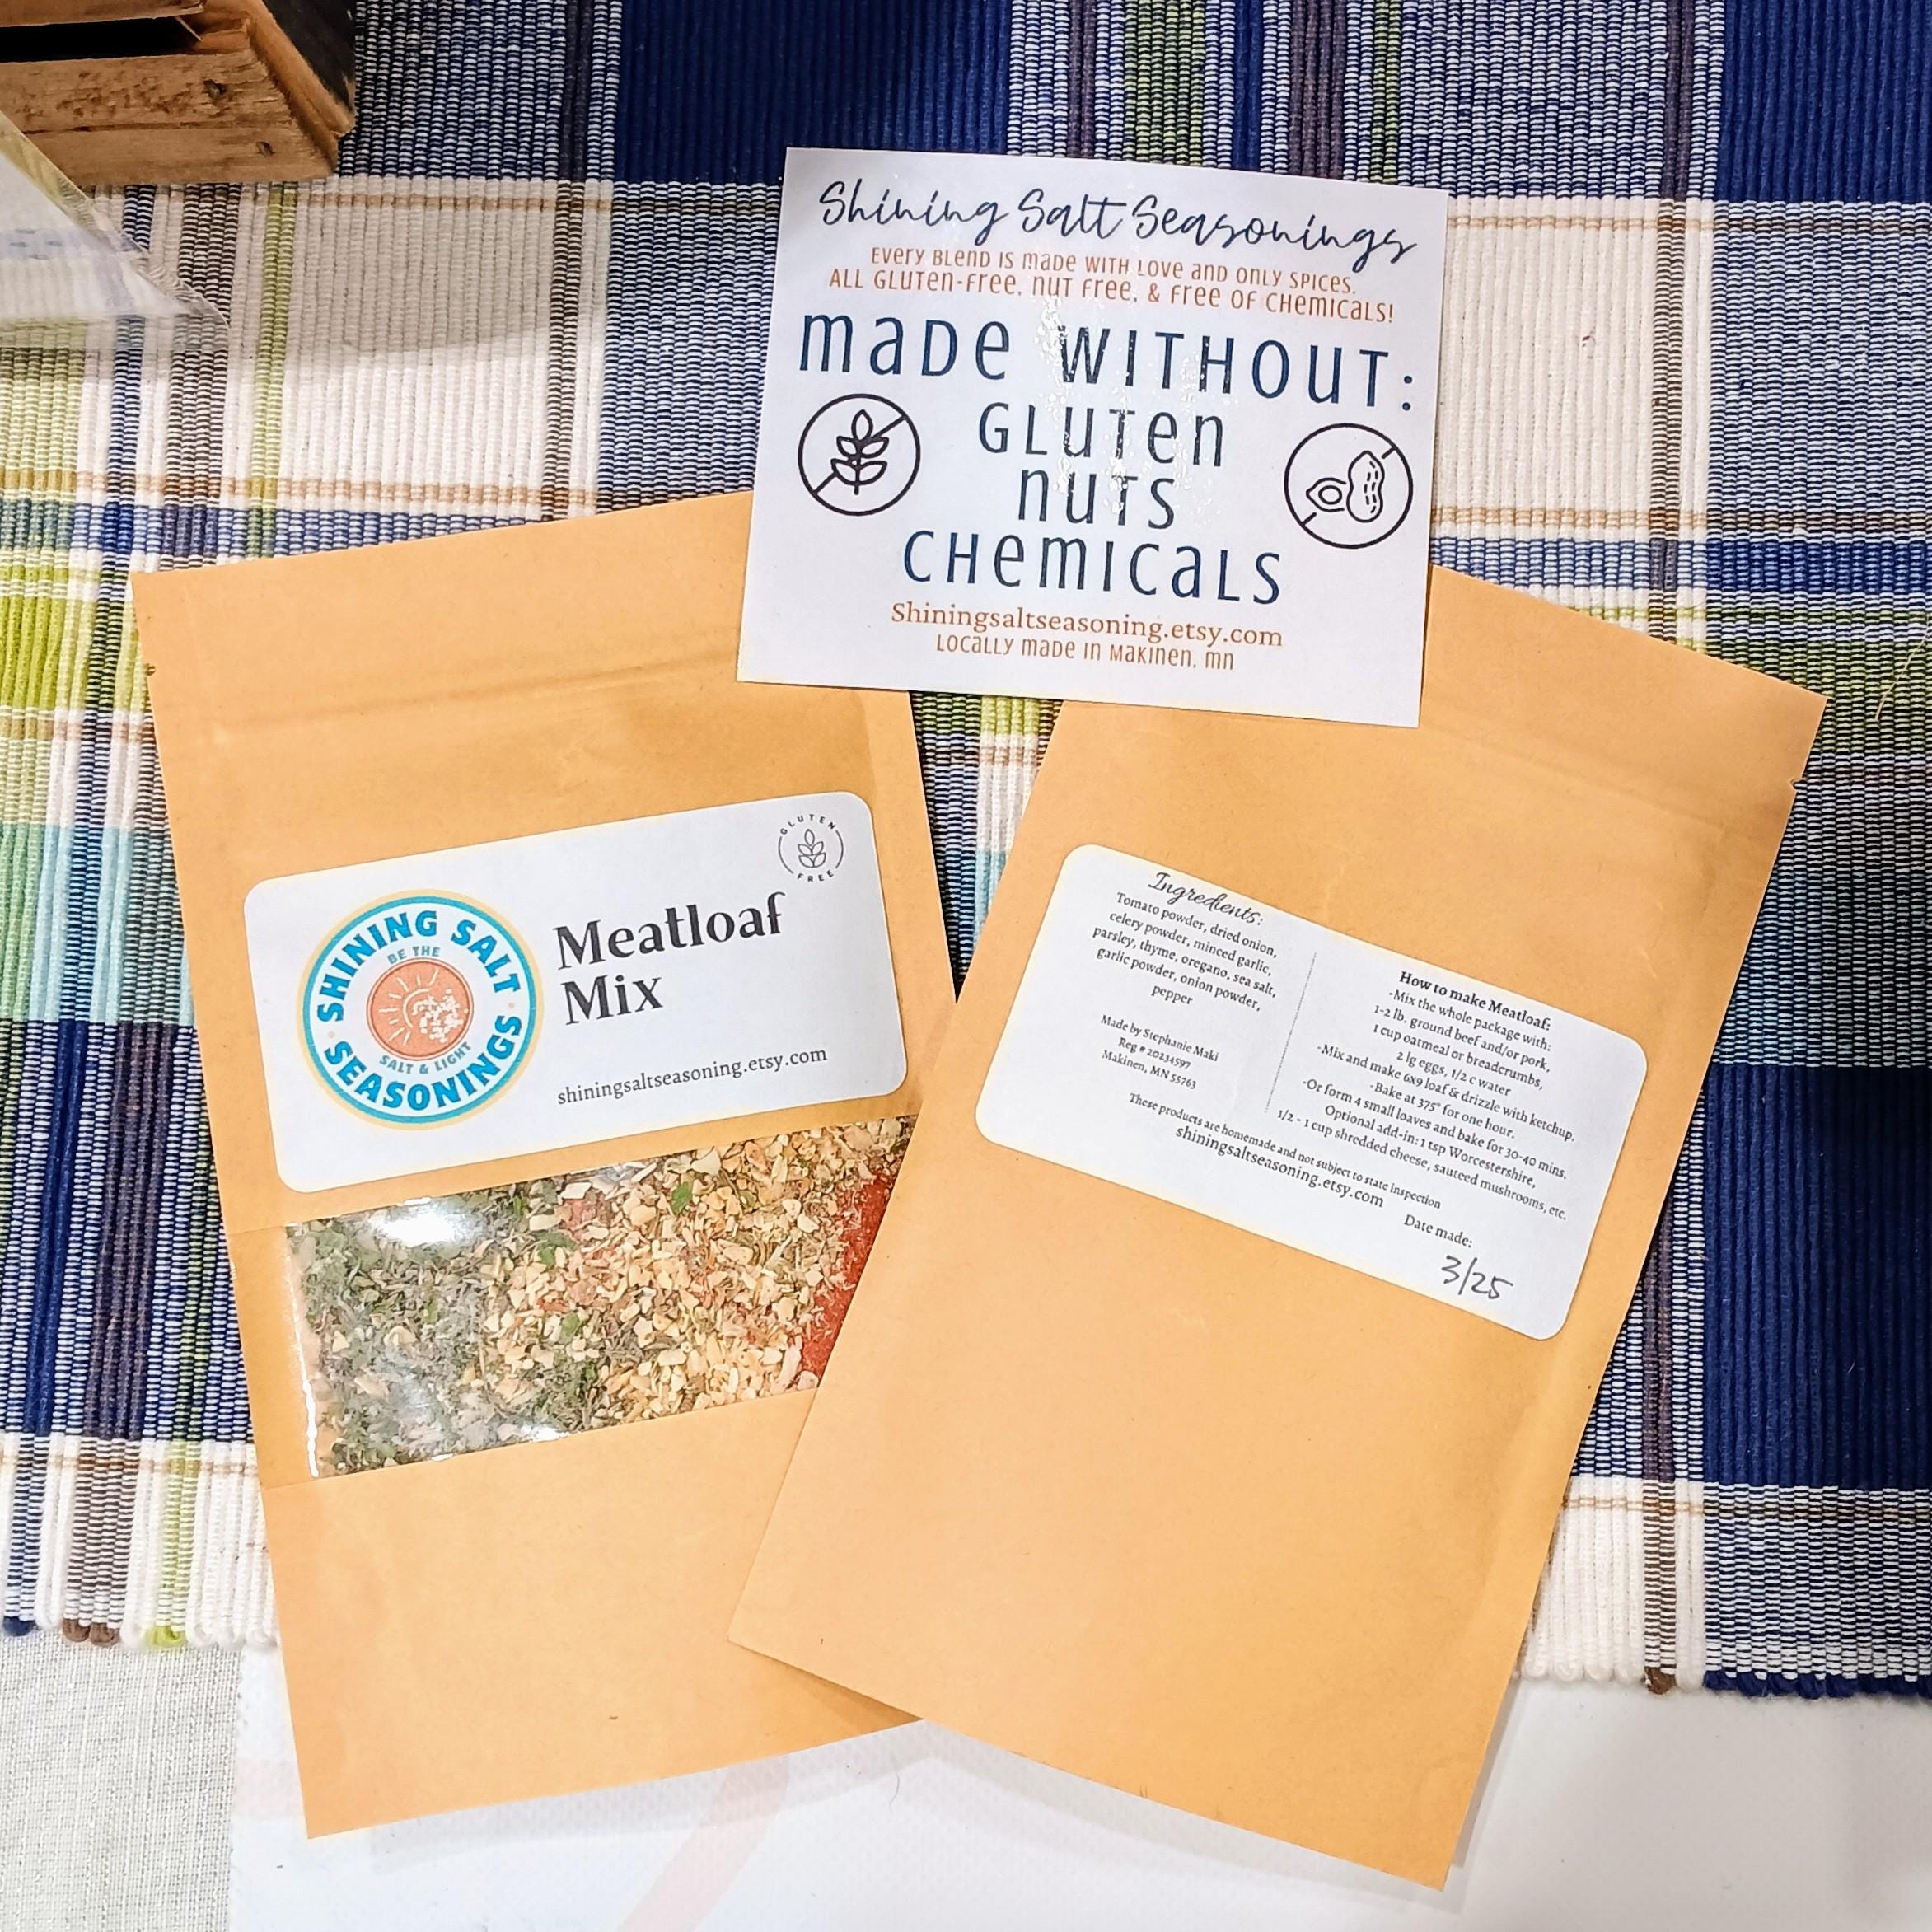 Shining Salt Seasonings
Every blend is made with love and only spices.
All gluten-free, nut free, & free of chemicals!
made without:
Gluten
nuts
Chemicals
Shiningsaltseasoning.etsy.com
Locally made in Makinen, mn
GLUTEN
FREE
SHINING SALT
BE THE
SALT & LIGHT
SEASONINGS
Meatloaf
Mix
shiningsaltseasoning.etsy.com
Ingredients:
Tomato powder, dried onion,
celery powder, minced garlic,
parsley, thyme, oregano, sea salt,
garlic powder, onion powder,
pepper
Made by Stephanie Maki
Reg # 20234597
Makinen, MN 55763
How to make Meatloaf:
-Mix the whole package with:
1-2 lb. ground beef and/or pork,
1 cup oatmeal or breadcrumbs,
2 lg eggs, 1/2 c water
-Mix and make 6x9 loaf & drizzle with ketchup.
-Bake at 375° for one hour.
-Or form 4 small loaves and bake for 30-40 mins.
Optional add-in: 1 tsp Worcestershire,
1/2 - 1 cup shredded cheese, sauteed mushrooms, etc.
These products are homemade and not subject to state inspection
shiningsaltseasoning.etsy.com
Date made:
3/25